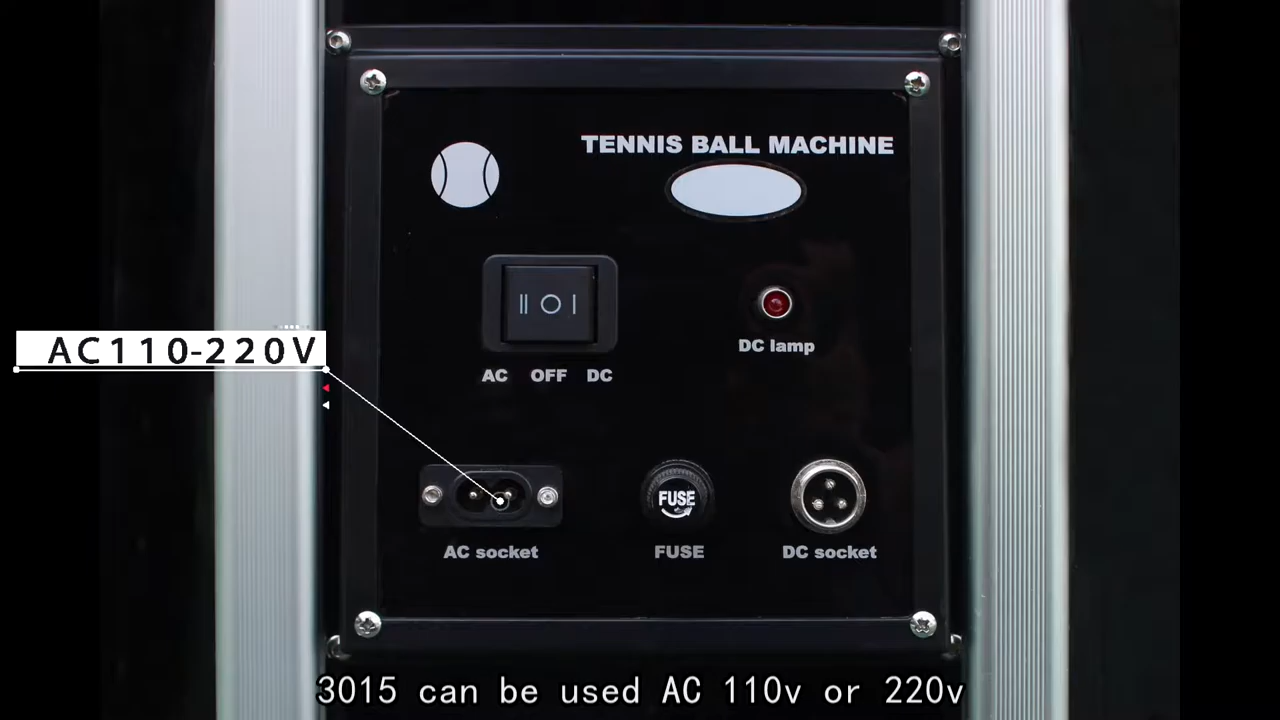 TENNIS BALL MACHINE
|| O |
DC lamp
AC110-220V
AC OFF DC
FUSE
AC socket
FUSE
DC socket
3015 can be used AC 110v or 220v